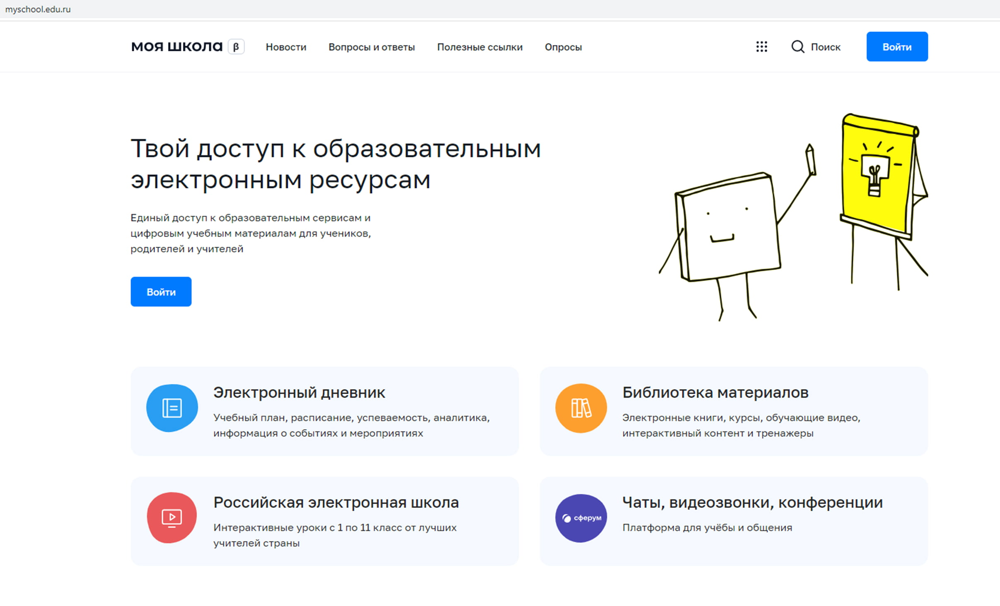 myschool.edu.ru
моя школа β Новости Вопросы и ответы Полезные ссылки Опросы Поиск Войти
Твой доступ к образовательным
электронным ресурсам
Единый доступ к образовательным сервисам и
цифровым учебным материалам для учеников,
родителей и учителей
Войти
Электронный дневник
Учебный план, расписание, успеваемость, аналитика,
информация о событиях и мероприятиях
Библиотека материалов
Электронные книги, курсы, обучающие видео,
интерактивный контент и тренажеры
Российская электронная школа
Интерактивные уроки с 1 по 11 класс от лучших
учителей страны
сферум
Чаты, видеозвонки, конференции
Платформа для учёбы и общения